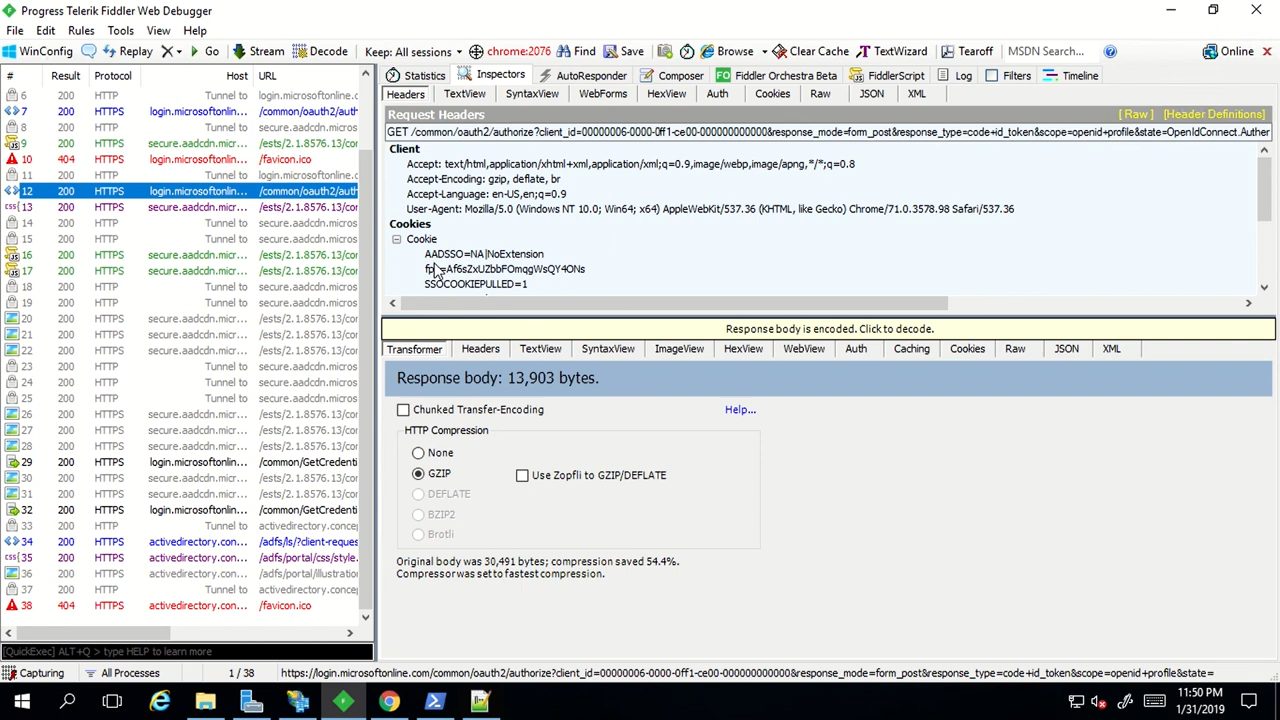 Progress Telerik Fiddler Web Debugger
File Edit Rules Tools View Help
WinConfig Replay Go Stream Decode Keep: All sessions chrome:2076 Find Save Browse Clear Cache TextWizard Tearoff MSDN Search... Online
# Result Protocol Host URL
6 200 HTTP Tunnel to login.microsoftonline...
7 200 HTTPS login.microsoftonlin... /common/oauth2/aut
8 200 HTTP Tunnel to secure.aadcdn.micros
9 200 HTTPS secure.aadcdn.micr... /ests/2.1.8576.13/cor
10 404 HTTPS login.microsoftonlin... /favicon.ico
11 200 HTTP Tunnel to login.microsoftonline.
12 200 HTTPS login.microsoftonlin... /common/oauth2/aut
13 200 HTTPS secure.aadcdn.micr... /ests/2.1.8576.13/cor
14 200 HTTP Tunnel to secure.aadcdn.micros
15 200 HTTP Tunnel to secure.aadcdn.micros
16 200 HTTPS secure.aadcdn.micr... /ests/2.1.8576.13/cor
17 200 HTTPS secure.aadcdn.micr... /ests/2.1.8576.13/cor
18 200 HTTP Tunnel to secure.aadcdn.micros
19 200 HTTP Tunnel to secure.aadcdn.micros
20 200 HTTPS secure.aadcdn.micr... /ests/2.1.8576.13/cor
21 200 HTTPS secure.aadcdn.micr... /ests/2.1.8576.13/cor
22 200 HTTPS secure.aadcdn.micr... /ests/2.1.8576.13/cor
23 200 HTTP Tunnel to secure.aadcdn.micros
24 200 HTTP Tunnel to secure.aadcdn.micros
25 200 HTTP Tunnel to secure.aadcdn.micros
26 200 HTTPS secure.aadcdn.micr... /ests/2.1.8576.13/cor
27 200 HTTPS secure.aadcdn.micr... /ests/2.1.8576.13/cor
28 200 HTTPS secure.aadcdn.micr... /ests/2.1.8576.13/cor
29 200 HTTPS login.microsoftonlin... /common/GetCredenti
30 200 HTTPS secure.aadcdn.micr... /ests/2.1.8576.13/cor
31 200 HTTPS secure.aadcdn.micr... /ests/2.1.8576.13/cor
32 200 HTTPS login.microsoftonlin... /common/GetCredenti
33 200 HTTP Tunnel to activedirectory.conce
34 200 HTTPS activedirectory.con... /adfs/ls/?client-reques
35 200 HTTPS activedirectory.con... /adfs/portal/css/style.
36 200 HTTPS activedirectory.con... /adfs/portal/illustration
37 200 HTTP Tunnel to activedirectory.conce
38 404 HTTPS activedirectory.con... /favicon.ico
[QuickExec] ALT+Q > type HELP to learn more
Statistics Inspectors AutoResponder Composer Fiddler Orchestra Beta FiddlerScript Log Filters Timeline
Headers TextView SyntaxView WebForms HexView Auth Cookies Raw JSON XML
Request Headers [ Raw ] [Header Definitions]
GET /common/oauth2/authorize?client_id=00000006-0000-0ff1-ce00-000000000000&response_mode=form_post&response_type=code+id_token&scope=openid+profile&state=OpenIdConnect.Auther
Client
Accept: text/html,application/xhtml+xml,application/xml;q=0.9,image/webp,image/apng,*/*;q=0.8
Accept-Encoding: gzip, deflate, br
Accept-Language: en-US,en;q=0.9
User-Agent: Mozilla/5.0 (Windows NT 10.0; Win64; x64) AppleWebKit/537.36 (KHTML, like Gecko) Chrome/71.0.3578.98 Safari/537.36
Cookies
Cookie
AADSSO=NA|NoExtension
SSOCOOKIEPULLED=1
Response body is encoded. Click to decode.
Transformer Headers TextView SyntaxView ImageView HexView WebView Auth Caching Cookies Raw JSON XML
Response body: 13,903 bytes.
Chunked Transfer-Encoding Help...
HTTP Compression
None
GZIP Use Zopfli to GZIP/DEFLATE
DEFLATE
BZIP2
Brotli
Original body was 30,491 bytes; compression saved 54.4%.
Compressor was set to fastest compression.
Capturing All Processes 1 / 38 https://login.microsoftonline.com/common/oauth2/authorize?client_id=00000006-0000-0ff1-ce00-000000000000&response_mode=form_post&response_type=code+id_token&scope=openid+profile&state=
11:50 PM
1/31/2019